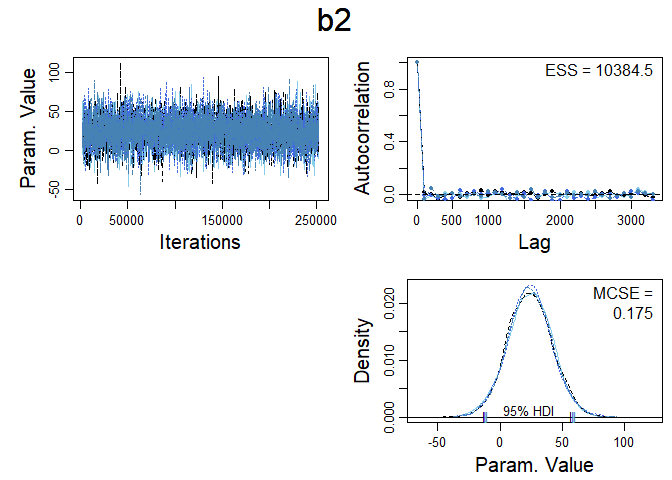 b2
Param. Value
-50 0 50 100
0 50000 150000 250000
Iterations
Autocorrelation
0.0 0.4 0.8
ESS = 10384.5
0 500 1000 2000 3000
Lag
Density
0.000 0.010 0.020
MCSE =
0.175
95% HDI
-50 0 50 100
Param. Value